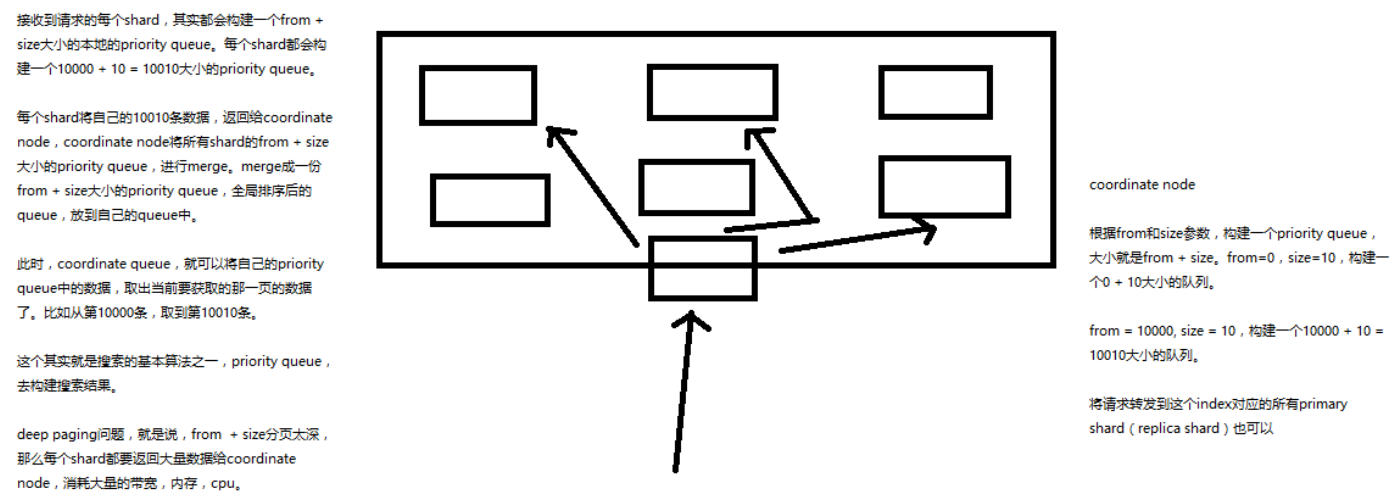 接收到请求的每个shard，其实都会构建一个from +
size大小的本地的priority queue。每个shard都会构
建一个10000 + 10 = 10010大小的priority queue。
每个shard将自己的10010条数据，返回给coordinate
node，coordinate node将所有shard的from + size
大小的priority queue，进行merge。merge成一份
from + size大小的priority queue，全局排序后的
queue，放到自己的queue中。
此时，coordinate queue，就可以将自己的priority
queue中的数据，取出当前要获取的那一页的数据
了。比如从第10000条，取到第10010条。
这个其实就是搜索的基本算法之一，priority queue，
去构建搜索结果。
deep paging问题，就是说，from + size分页太深，
那么每个shard都要返回大量数据给coordinate
node，消耗大量的带宽，内存，cpu。
coordinate node
根据from和size参数，构建一个priority queue，
大小就是from + size。from=0，size=10，构建一
个0 + 10大小的队列。
from = 10000, size = 10，构建一个10000 + 10 =
10010大小的队列。
将请求转发到这个index对应的所有primary
shard（replica shard）也可以